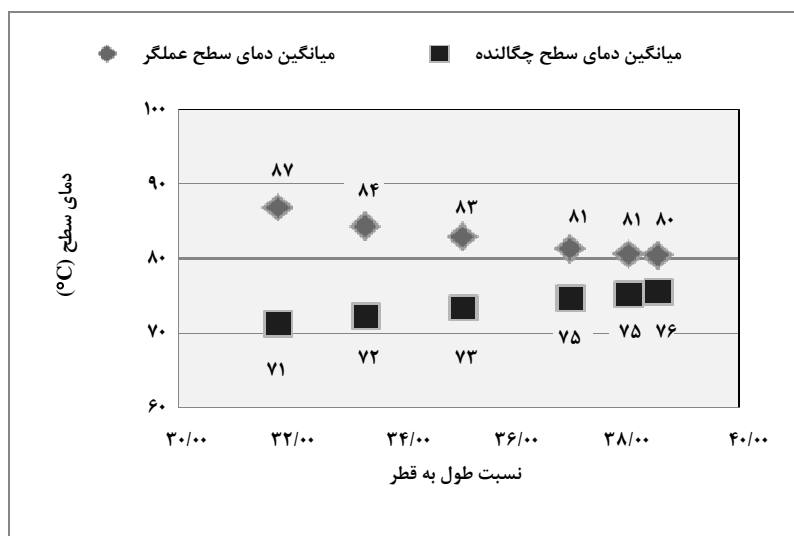 میانگین دمای سطح چگالنده میانگین دمای سطح عملگر
۱۰۰
۹۰
۸۰
۷۰
۶۰
دمای سطح (°C)
۸۷ ۸۴ ۸۳ ۸۱ ۸۱ ۸۰
۷۱ ۷۲ ۷۳ ۷۵ ۷۵ ۷۶
۳۰/۰۰ ۳۲/۰۰ ۳۴/۰۰ ۳۶/۰۰ ۳۸/۰۰ ۴۰/۰۰
نسبت طول به قطر